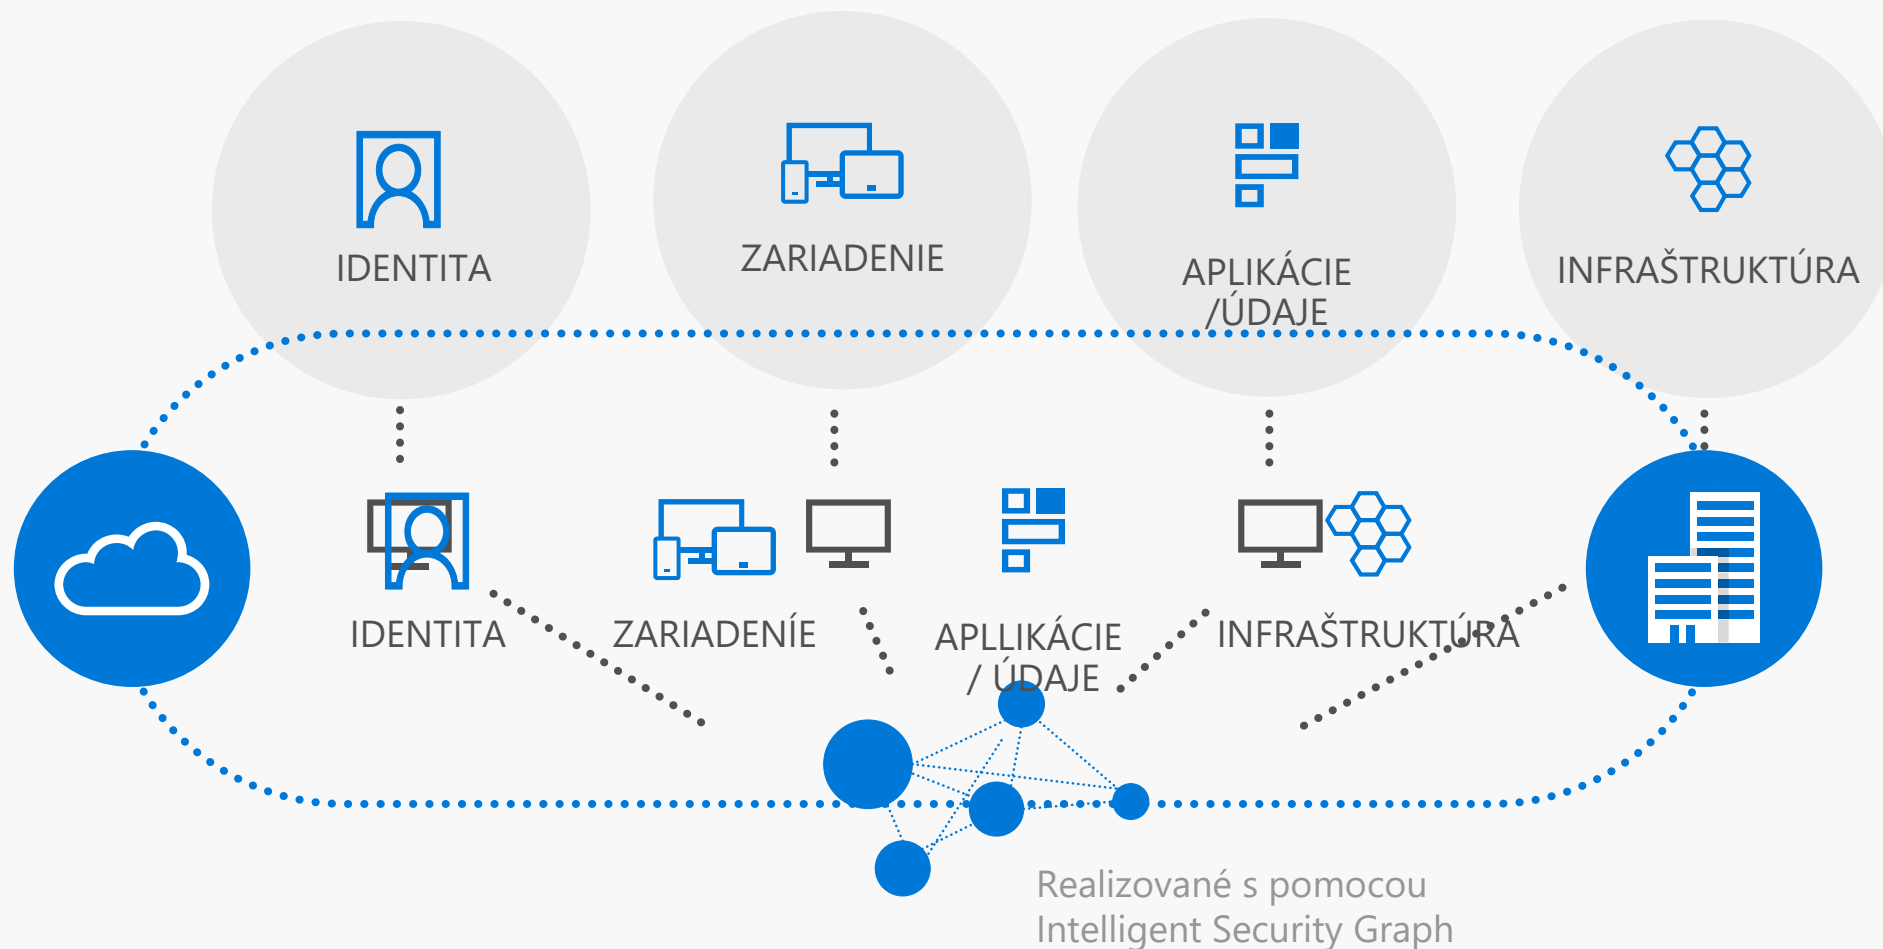 IDENTITA
ZARIADENIE
APLIKÁCIE
/ÚDAJE
INFRAŠTRUKTÚRA
IDENTITA
ZARIADENÍE
APLLIKÁCIE
/ ÚDAJE
INFRAŠTRUKTÚRA
Realizované s pomocou
Intelligent Security Graph